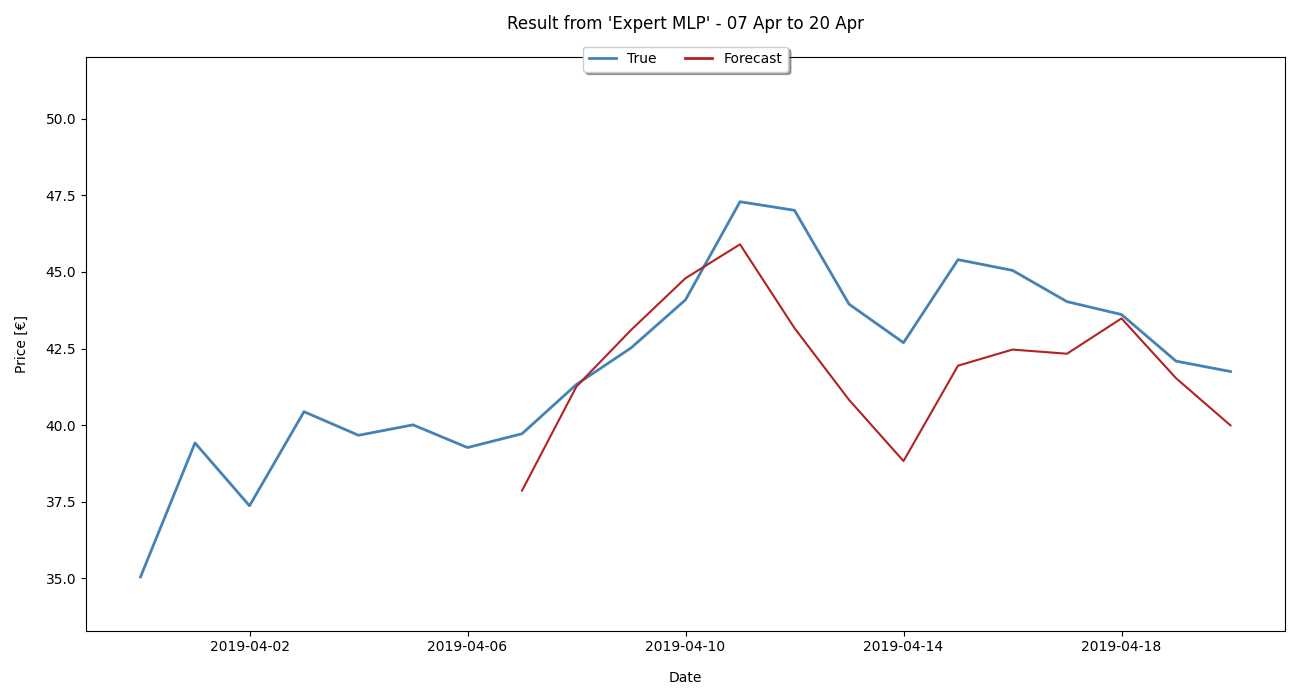 Result from 'Expert MLP' - 07 Apr to 20 Apr
True
Forecast
Price [€]
50.0
47.5
45.0
42.5
40.0
37.5
35.0
2019-04-02
2019-04-06
2019-04-10
2019-04-14
2019-04-18
Date